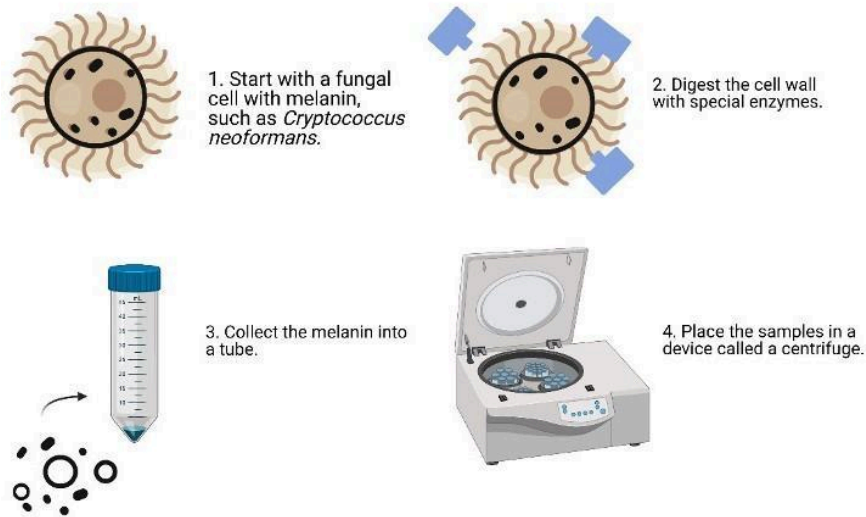 1. Start with a fungal
cell with melanin,
such as Cryptococcus
neoformans.
2. Digest the cell wall
with special enzymes.
3. Collect the melanin into
a tube.
4. Place the samples in a
device called a centrifuge.